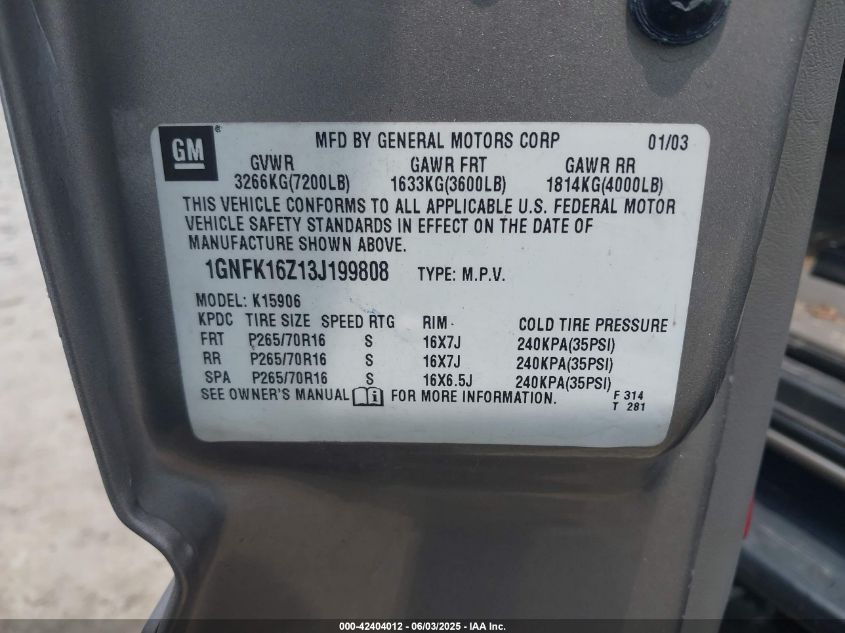 GM ® MFD BY GENERAL MOTORS CORP 01/03
GVWR GAWR FRT GAWR RR
3266KG(7200LB) 1633KG(3600LB) 1814KG(4000LB)
THIS VEHICLE CONFORMS TO ALL APPLICABLE U.S. FEDERAL MOTOR
VEHICLE SAFETY STANDARDS IN EFFECT ON THE DATE OF
MANUFACTURE SHOWN ABOVE.
1GNFK16Z13J199808 TYPE: M.P.V.
MODEL: K15906
KPDC TIRE SIZE SPEED RTG RIM COLD TIRE PRESSURE
FRT P265/70R16 S 16X7J 240KPA(35PSI)
RR P265/70R16 S 16X7J 240KPA(35PSI)
SPA P265/70R16 S 16X6.5J 240KPA(35PSI)
SEE OWNER'S MANUAL i FOR MORE INFORMATION. F 314
T 281
000-42404012 - 06/03/2025 - IAA Inc.